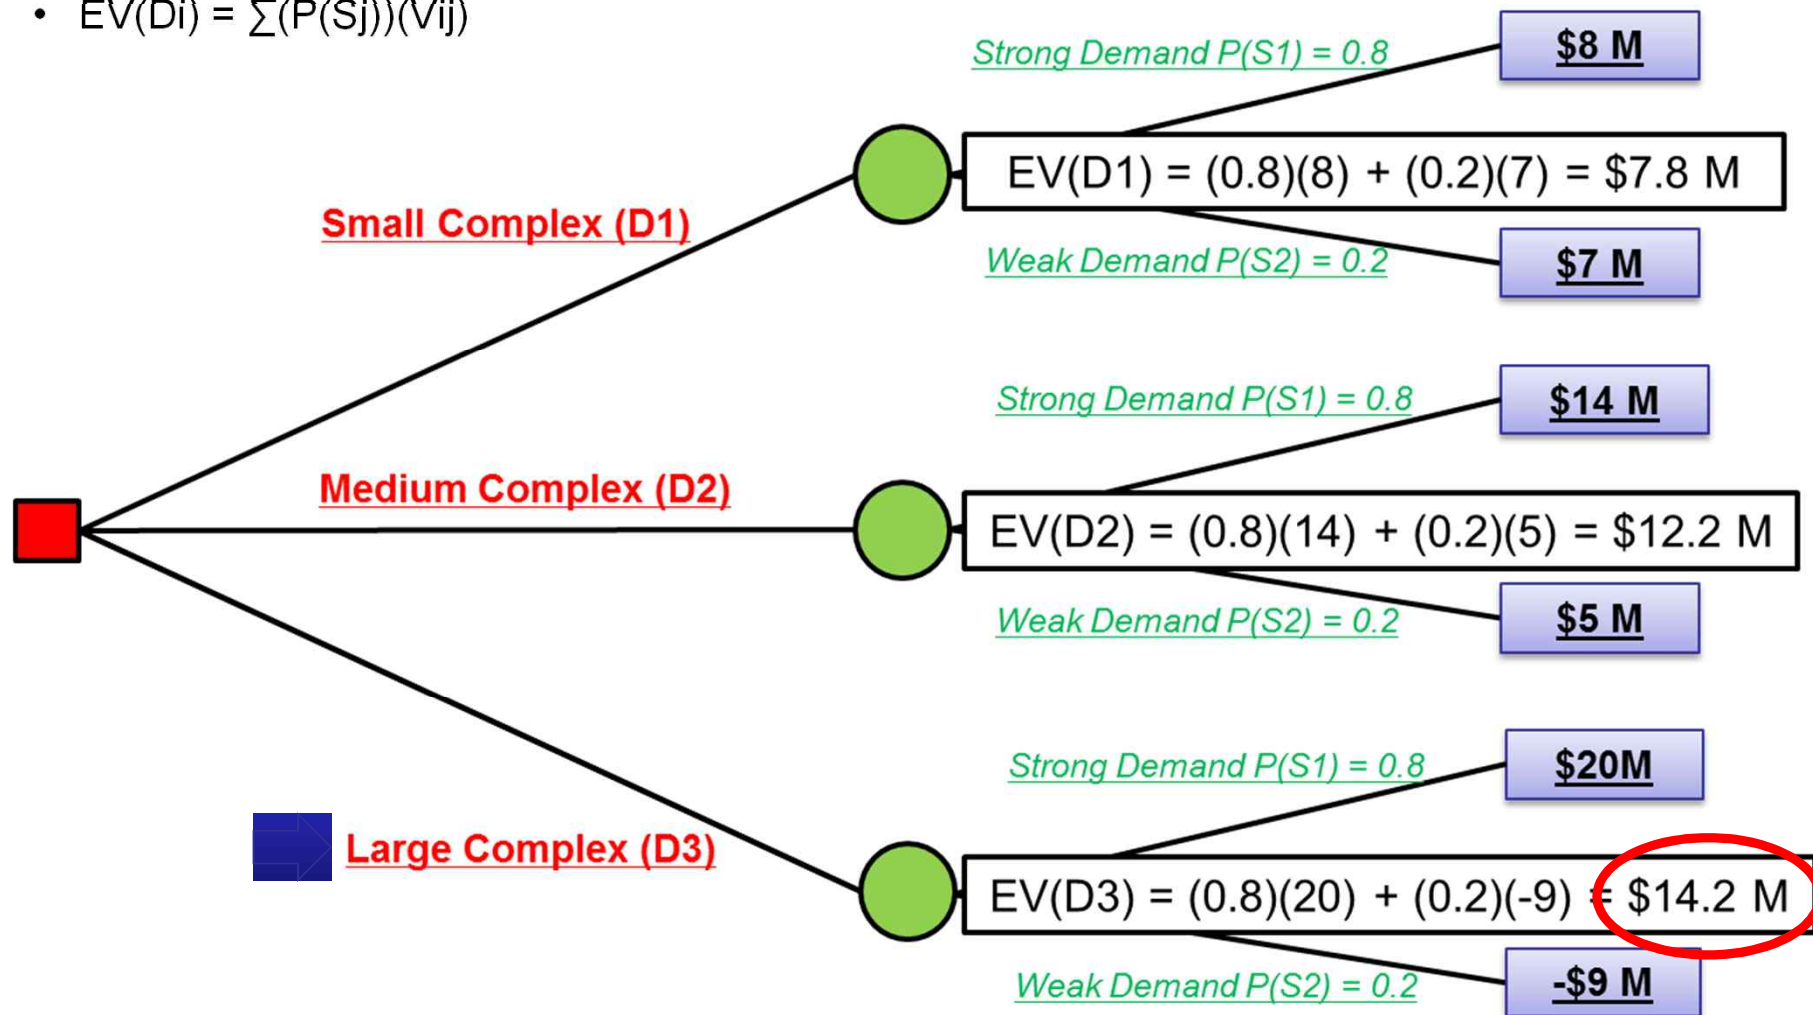 • EV(Di) = ∑(P(Sj))(Vij)
Strong Demand P(S1) = 0.8
$8 M
EV(D1) = (0.8)(8) + (0.2)(7) = $7.8 M
Small Complex (D1)
Weak Demand P(S2) = 0.2
$7 M
Strong Demand P(S1) = 0.8
$14 M
Medium Complex (D2)
EV(D2) = (0.8)(14) + (0.2)(5) = $12.2 M
Weak Demand P(S2) = 0.2
$5 M
Strong Demand P(S1) = 0.8
$20M
Large Complex (D3)
EV(D3) = (0.8)(20) + (0.2)(-9) = $14.2 M
Weak Demand P(S2) = 0.2
-$9 M